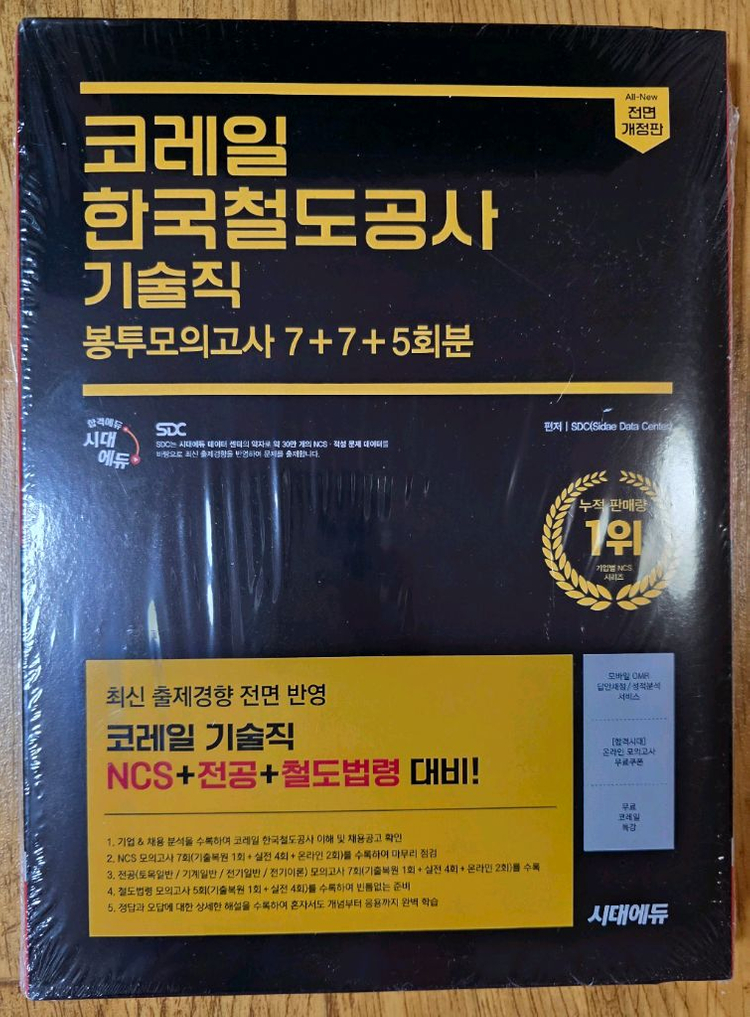 All-New
전면
개정판
코레일
한국철도공사
기술직
봉투모의고사 7+7+5회분
합격에듀
시대
에듀
SDC
SDC는 시대에듀 데이터 센터의 약자로 약 30만 개의 NCS·적성 문제 데이터를
바탕으로 최신 출제경향을 반영하여 문제를 출제합니다.
편저 | SDC(Sidae Data Center)
누적 판매량
1위
기업별 NCS
시리즈
최신 출제경향 전면 반영
코레일 기술직
NCS+전공+철도법령 대비!
1. 기업 & 채용 분석을 수록하여 코레일 한국철도공사 이해 및 채용공고 확인
2. NCS 모의고사 7회(기출복원 1회+실전 4회+온라인 2회)를 수록하여 마무리 점검
3. 전공(토목일반 / 기계일반 / 전기일반 / 전기이론) 모의고사 7회(기출복원 1회+실전 4회+온라인 2회)를 수록
4. 철도법령 모의고사 5회(기출복원 1회+실전 4회)를 수록하여 빈틈없는 준비
5. 정답과 오답에 대한 상세한 해설을 수록하여 혼자서도 개념부터 응용까지 완벽 학습
모바일 OMR
답안채점 / 성적분석
서비스
[합격시대]
온라인 모의고사
무료쿠폰
무료
코레일
특강
시대에듀